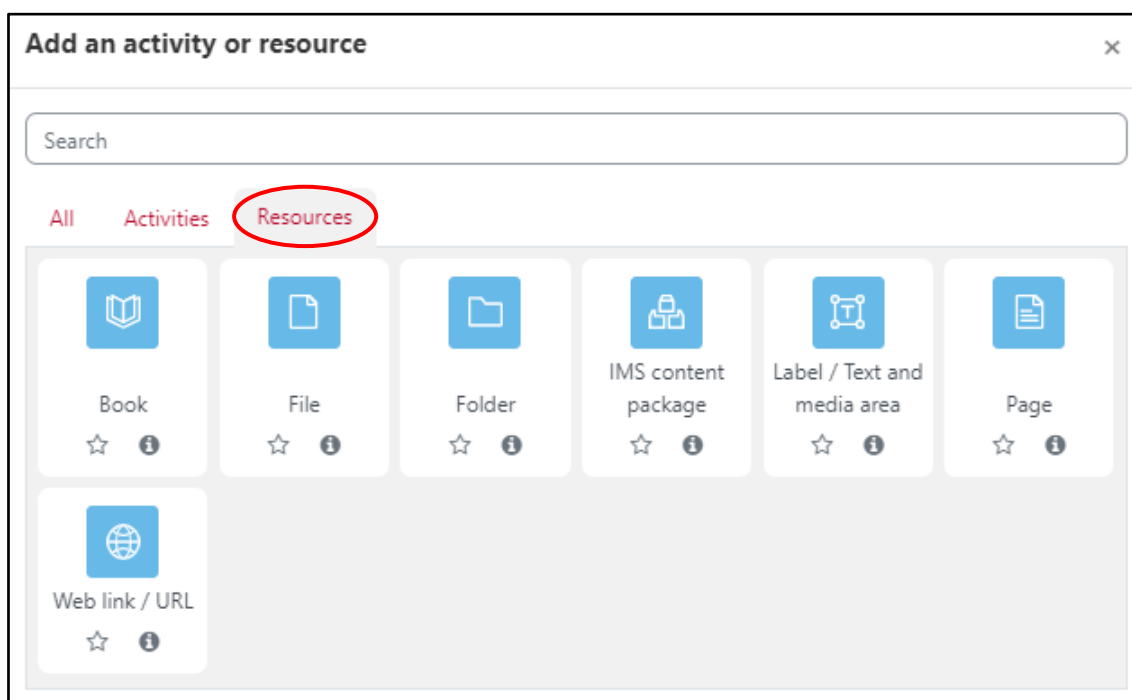 Add an activity or resource
Search
All Activities Resources
Book
File
Folder
IMS content
package
Label / Text and
media area
Page
Web link / URL